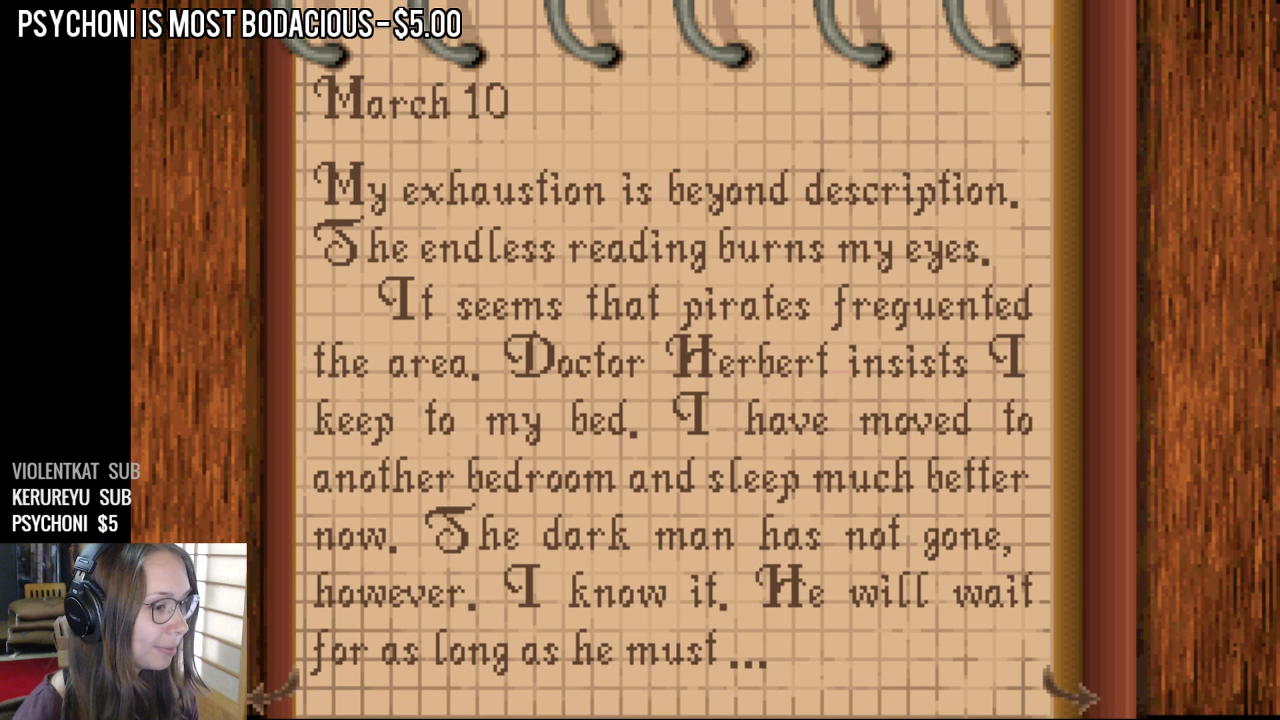 PSYCHONI IS MOST BODACIOUS - $5.00
March 10
My exhaustion is beyond description.
The endless reading burns my eyes.
It seems that pirates frequented
the area. Doctor Herbert insists I
keep to my bed. I have moved to
another bedroom and sleep much better
now. The dark man has not gone,
however. I know it. He will wait
for as long as he must ...
VIOLENTKAT SUB
KERUREYU SUB
PSYCHONI $5